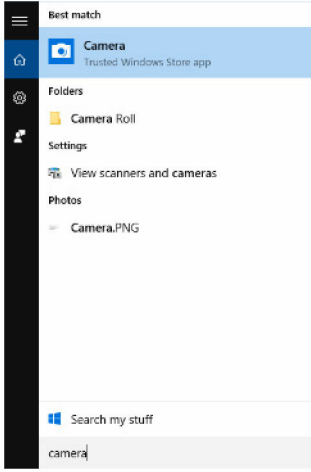 Best match
Camera
Trusted Windows Store app
Folders
Camera Roll
Settings
View scanners and cameras
Photos
Camera.PNG
Search my stuff
camera